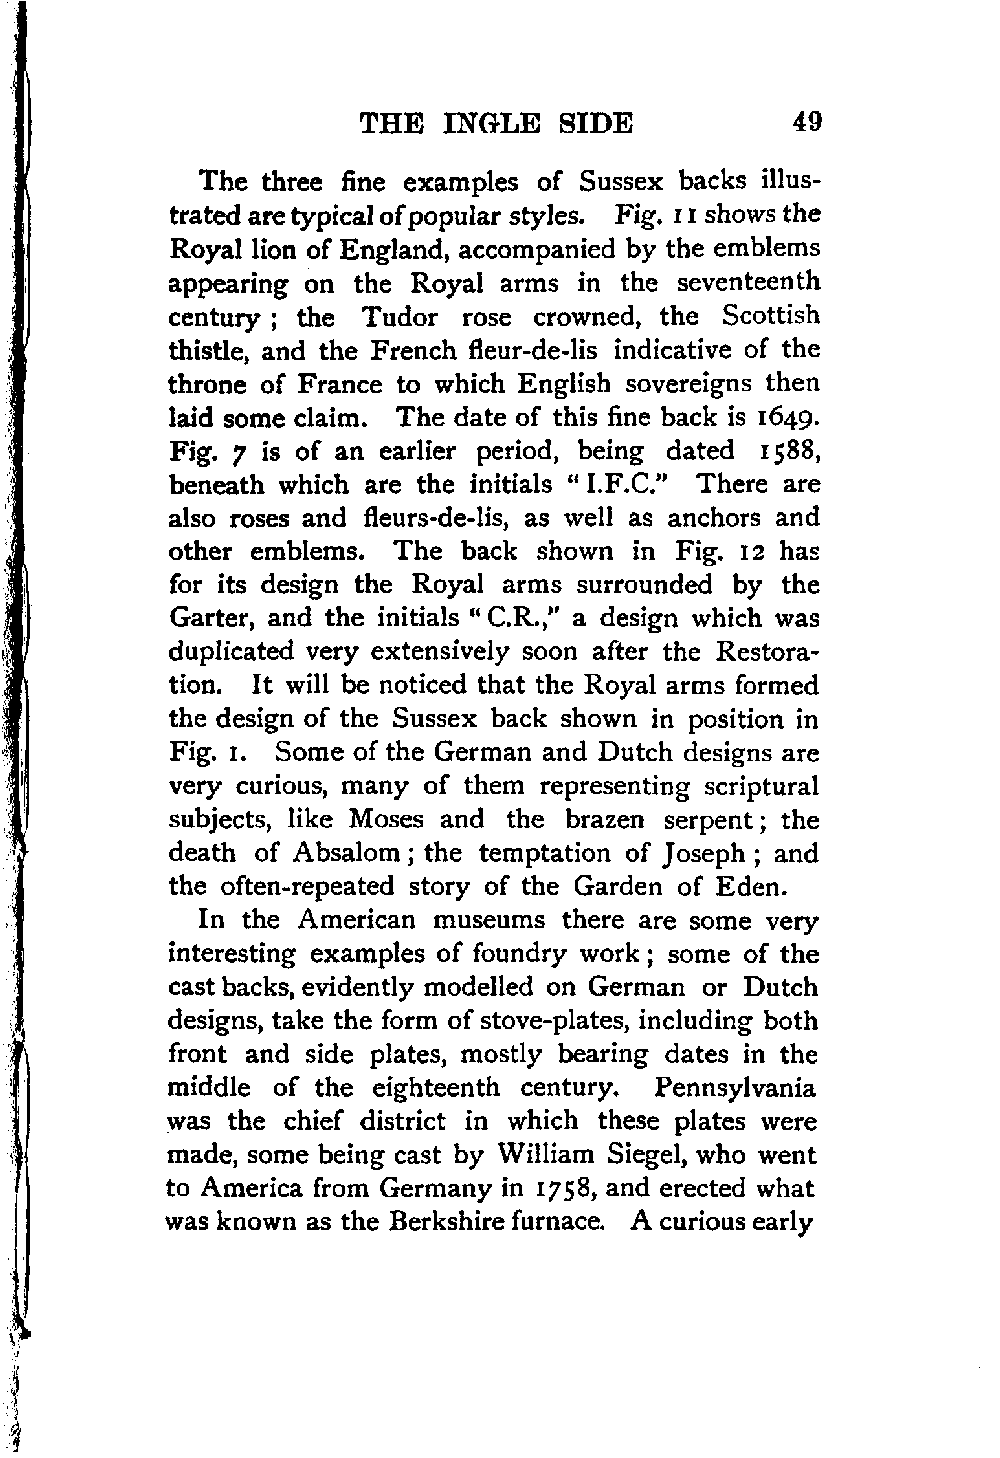 THE INGLE SIDE 49
The three fine examples of Sussex backs illus-
trated are typical of popular styles. Fig. 11 shows the
Royal lion of England, accompanied by the emblems
appearing on the Royal arms in the seventeenth
century ; the Tudor rose crowned, the Scottish
thistle, and the French fleur-de-lis indicative of the
throne of France to which English sovereigns then
laid some claim. The date of this fine back is 1649.
Fig. 7 is of an earlier period, being dated 1588,
beneath which are the initials "I.F.C." There are
also roses and fleurs-de-lis, as well as anchors and
other emblems. The back shown in Fig. 12 has
for its design the Royal arms surrounded by the
Garter, and the initials "C.R.," a design which was
duplicated very extensively soon after the Restora-
tion. It will be noticed that the Royal arms formed
the design of the Sussex back shown in position in
Fig. 1. Some of the German and Dutch designs are
very curious, many of them representing scriptural
subjects, like Moses and the brazen serpent ; the
death of Absalom ; the temptation of Joseph ; and
the often-repeated story of the Garden of Eden.
In the American museums there are some very
interesting examples of foundry work ; some of the
cast backs, evidently modelled on German or Dutch
designs, take the form of stove-plates, including both
front and side plates, mostly bearing dates in the
middle of the eighteenth century. Pennsylvania
was the chief district in which these plates were
made, some being cast by William Siegel, who went
to America from Germany in 1758, and erected what
was known as the Berkshire furnace. A curious early